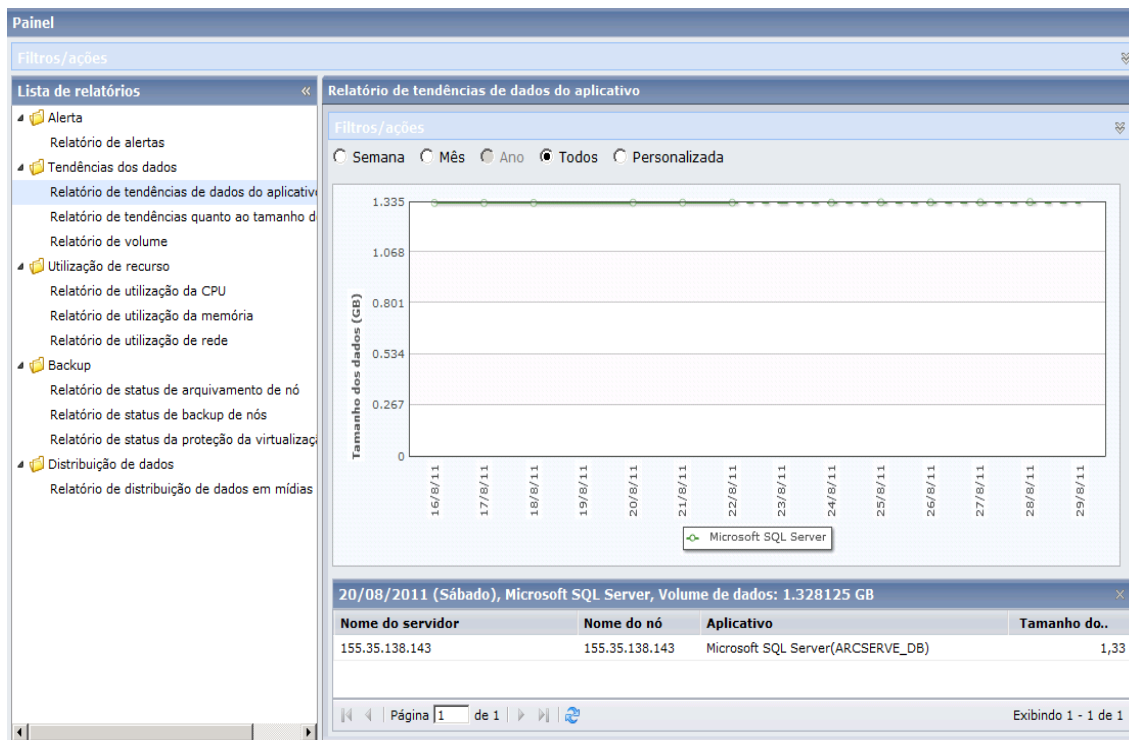 Painel
Filtros/ações
Lista de relatórios
Alerta
Relatório de alertas
Tendências dos dados
Relatório de tendências de dados do aplicativo
Relatório de tendências quanto ao tamanho d
Relatório de volume
Utilização de recurso
Relatório de utilização da CPU
Relatório de utilização da memória
Relatório de utilização de rede
Backup
Relatório de status de arquivamento de nó
Relatório de status de backup de nós
Relatório de status da proteção da virtualizaç
Distribuição de dados
Relatório de distribuição de dados em mídias
Relatório de tendências de dados do aplicativo
Filtros/ações
Semana Mês Ano Todos Personalizada
Tamanho dos dados (GB)
1.335
1.068
0.801
0.534
0.267
0
16/8/11 17/8/11 18/8/11 19/8/11 20/8/11 21/8/11 22/8/11 23/8/11 24/8/11 25/8/11 26/8/11 27/8/11 28/8/11 29/8/11
Microsoft SQL Server
20/08/2011 (Sábado), Microsoft SQL Server, Volume de dados: 1.328125 GB
Nome do servidor Nome do nó Aplicativo Tamanho do..
155.35.138.143 155.35.138.143 Microsoft SQL Server(ARCSERVE_DB) 1,33
Página 1 de 1 Exibindo 1 - 1 de 1